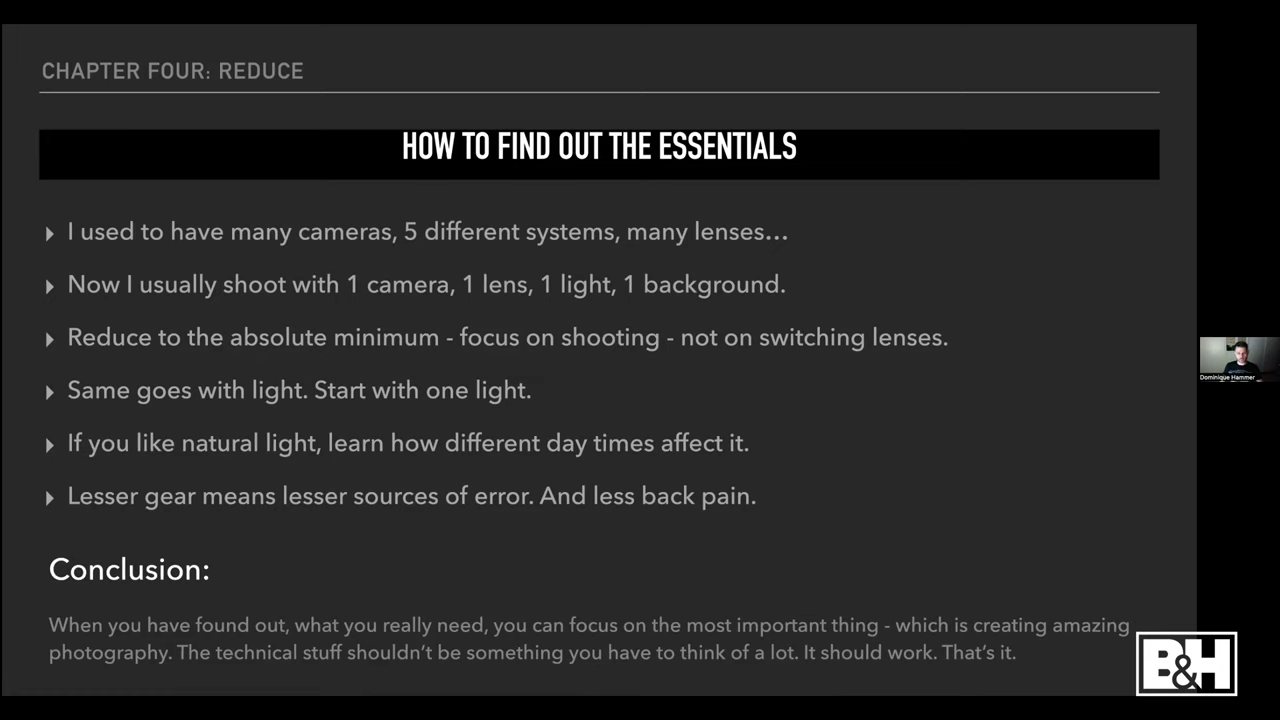 CHAPTER FOUR: REDUCE
HOW TO FIND OUT THE ESSENTIALS
I used to have many cameras, 5 different systems, many lenses…
Now I usually shoot with 1 camera, 1 lens, 1 light, 1 background.
Reduce to the absolute minimum - focus on shooting - not on switching lenses.
Same goes with light. Start with one light.
If you like natural light, learn how different day times affect it.
Lesser gear means lesser sources of error. And less back pain.
Conclusion:
When you have found out, what you really need, you can focus on the most important thing - which is creating amazing
photography. The technical stuff shouldn’t be something you have to think of a lot. It should work. That’s it.
Dominique Hammer
B&H